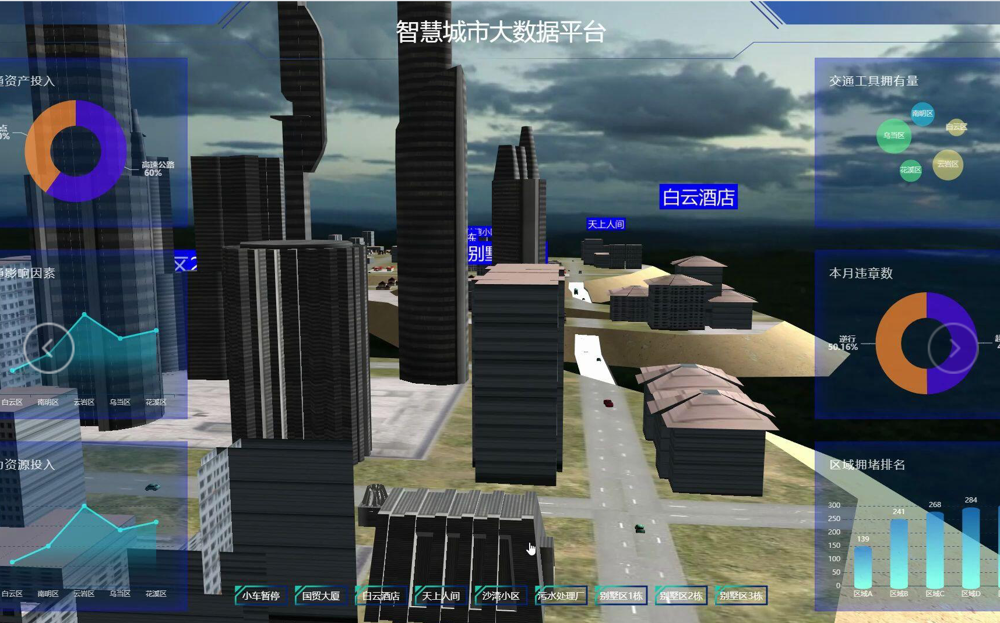 智慧城市大数据平台
资产投入
点
0%
高速公路
60%
影响因素
白云区
南明区
云岩区
乌当区
花溪区
资源投入
白云区
南明区
云岩区
乌当区
花溪区
区2
湾小
栋
别墅
天上人间
白云酒店
交通工具拥有量
南明区
白云区
乌当区
云岩区
花溪区
本月违章数
逆行
50.16%
超
区域拥堵排名
300
250
200
150
100
50
0
139
241
268
284
区域A
区域B
区域C
区域D
小车暂停
国贸大厦
白云酒店
天上人间
沙湾小区
污水处理厂
别墅区1栋
别墅区2栋
别墅区3栋